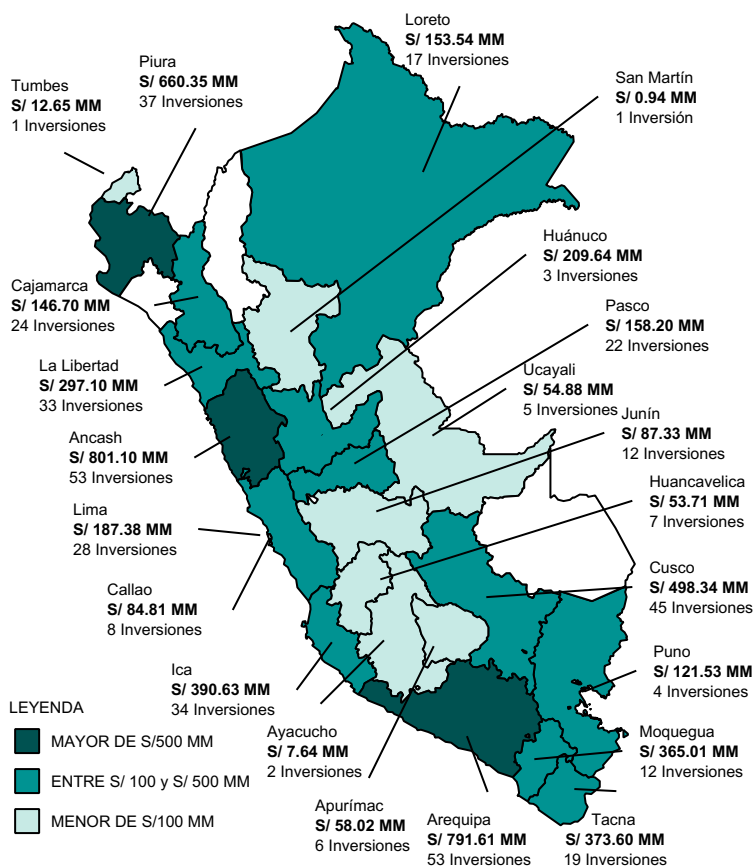 Loreto
S/ 153.54 MM
17 Inversiones
Piura
S/ 660.35 MM
37 Inversiones
San Martín
S/ 0.94 MM
1 Inversión
Tumbes
S/ 12.65 MM
1 Inversiones
Huánuco
S/ 209.64 MM
3 Inversiones
Cajamarca
S/ 146.70 MM
24 Inversiones
Pasco
S/ 158.20 MM
22 Inversiones
La Libertad
S/ 297.10 MM
33 Inversiones
Ucayali
S/ 54.88 MM
5 Inversiones
Junín
S/ 87.33 MM
12 Inversiones
Ancash
S/ 801.10 MM
53 Inversiones
Huancavelica
S/ 53.71 MM
7 Inversiones
Lima
S/ 187.38 MM
28 Inversiones
Cusco
S/ 498.34 MM
45 Inversiones
Callao
S/ 84.81 MM
8 Inversiones
Puno
S/ 121.53 MM
4 Inversiones
Ica
S/ 390.63 MM
34 Inversiones
Moquegua
S/ 365.01 MM
12 Inversiones
Ayacucho
S/ 7.64 MM
2 Inversiones
Apurímac
S/ 58.02 MM
6 Inversiones
Arequipa
S/ 791.61 MM
53 Inversiones
Tacna
S/ 373.60 MM
19 Inversiones
LEYENDA
MAYOR DE S/500 MM
ENTRE S/ 100 y S/ 500 MM
MENOR DE S/100 MM